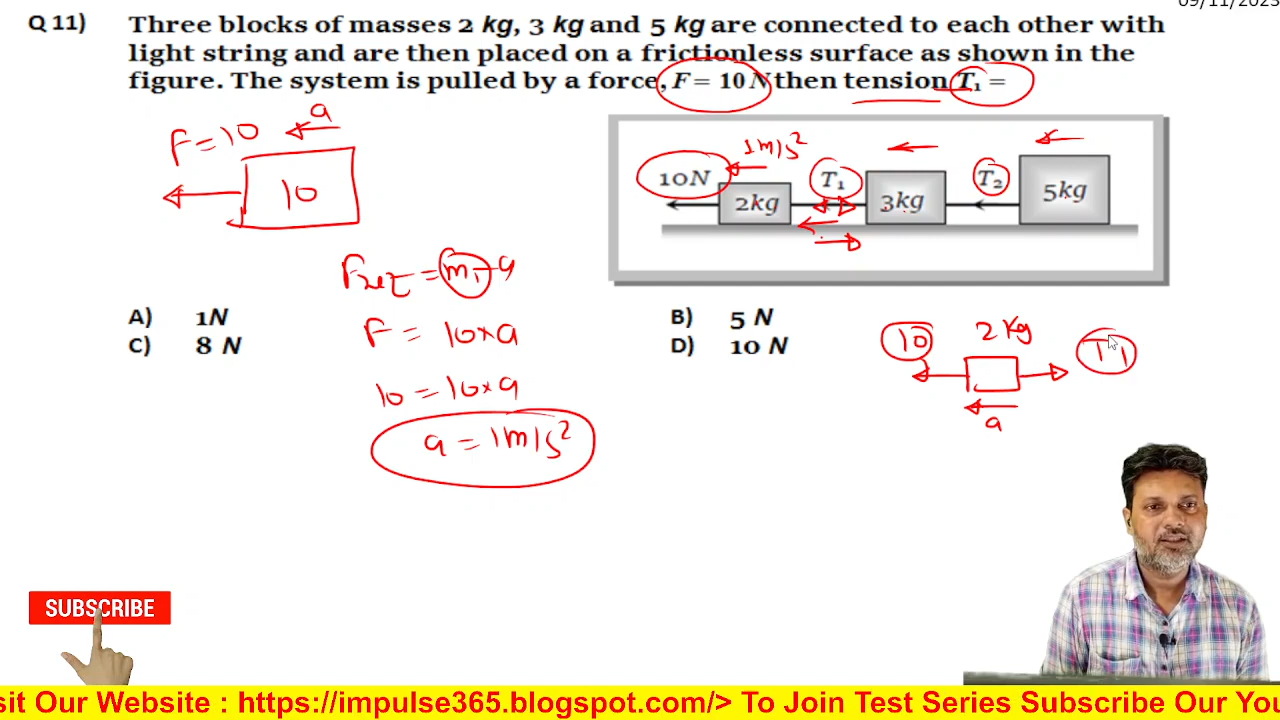 09/11/2023
Q 11) Three blocks of masses 2 kg, 3 kg and 5 kg are connected to each other with
light string and are then placed on a frictionless surface as shown in the
figure. The system is pulled by a force, F = 10 N then tension T₁ =
F = 10
a
10
1 m/s²
10N
T₁
T₂
2kg
3kg
5kg
F = 10×a
10 = 10×a
a = 1 m/s²
A) 1N
B) 5 N
C) 8 N
D) 10 N
10
2 kg
T₁
a
SUBSCRIBE
sit Our Website : https://impulse365.blogspot.com/> To Join Test Series Subscribe Our You